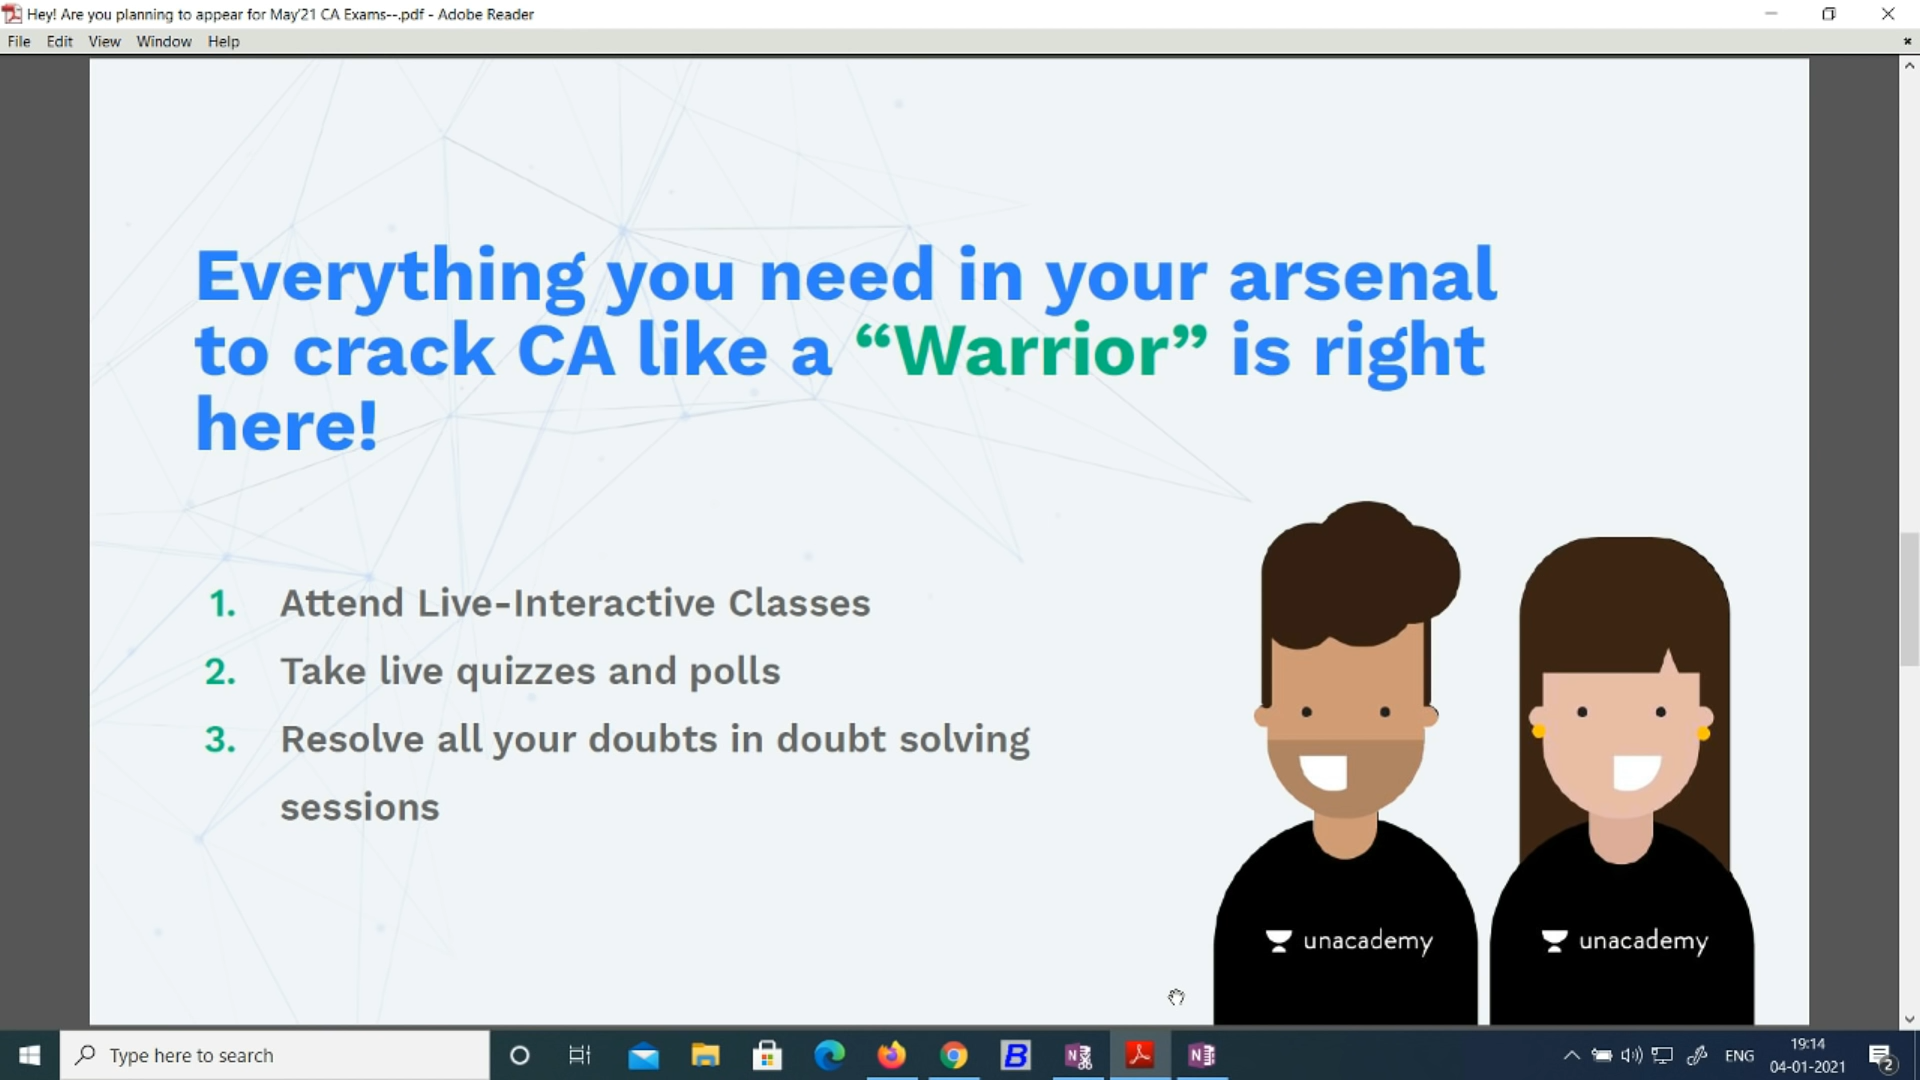 Hey! Are you planning to appear for May'21 CA Exams--.pdf - Adobe Reader
File Edit View Window Help
Everything you need in your arsenal
to crack CA like a “Warrior” is right
here!
1. Attend Live-Interactive Classes
2. Take live quizzes and polls
3. Resolve all your doubts in doubt solving
sessions
unacademy
unacademy
Type here to search
B
N
N
ENG
19:14
04-01-2021
2